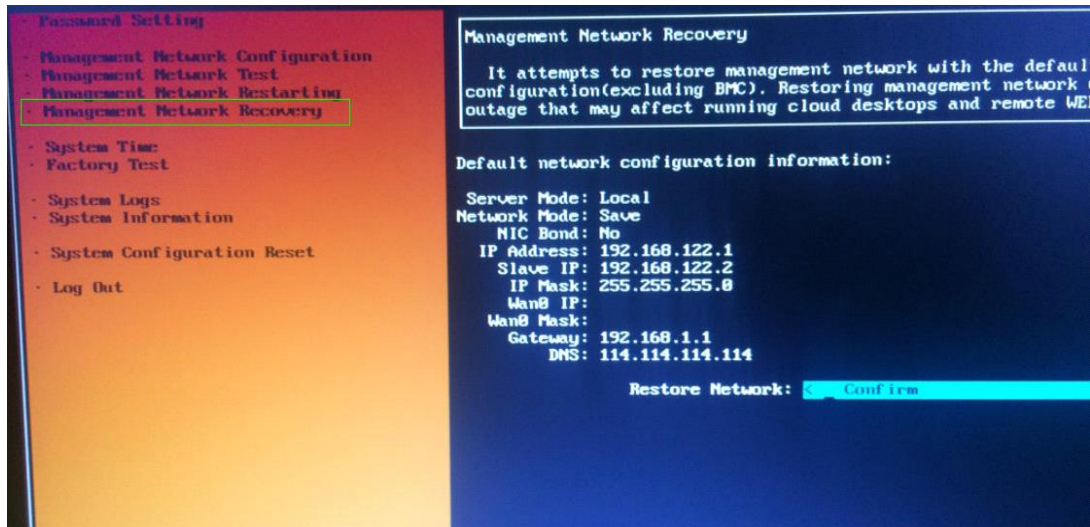 · Password Setting
· Management Network Configuration
· Management Network Test
· Management Network Restarting
· Management Network Recovery
· System Time
· Factory Test
· System Logs
· System Information
· System Configuration Reset
· Log Out
Management Network Recovery
It attempts to restore management network with the defaul
configuration(excluding BMC). Restoring management network
outage that may affect running cloud desktops and remote WE
Default network configuration information:
Server Mode: Local
Network Mode: Save
NIC Bond: No
IP Address: 192.168.122.1
Slave IP: 192.168.122.2
IP Mask: 255.255.255.0
Wan0 IP:
Wan0 Mask:
Gateway: 192.168.1.1
DNS: 114.114.114.114
Restore Network: < _ Confirm